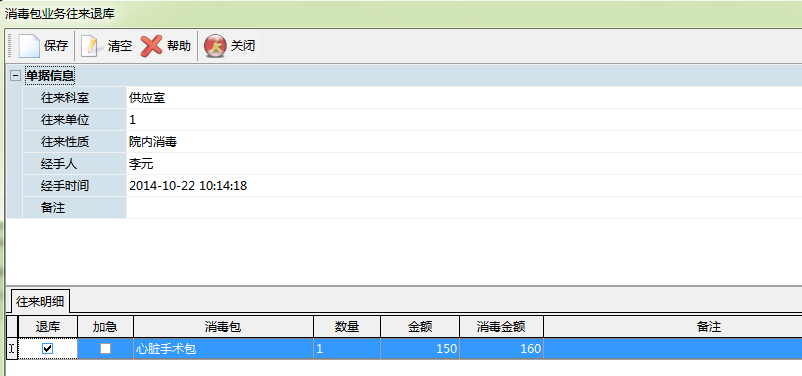 消毒包业务往来退库
保存 清空 帮助 关闭
单据信息
往来科室 供应室
往来单位 1
往来性质 院内消毒
经手人 李元
经手时间 2014-10-22 10:14:18
备注
往来明细
退库 加急 消毒包 数量 金额 消毒金额 备注
心脏手术包 1 150 160